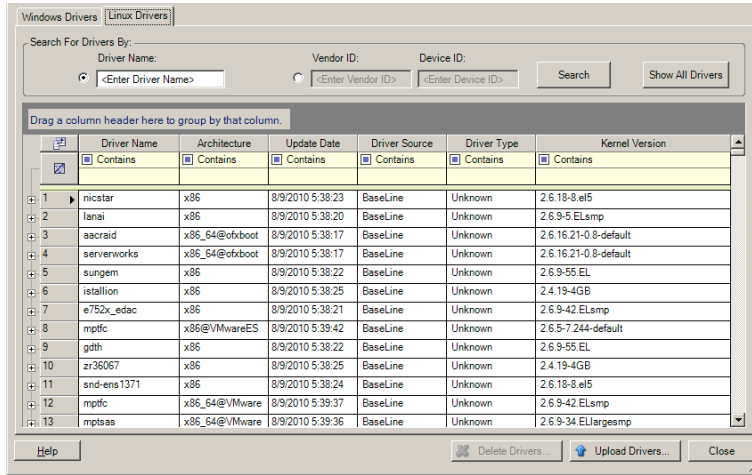 Windows Drivers Linux Drivers
Search For Drivers By:
Driver Name: Vendor ID: Device ID:
<Enter Driver Name> <Enter Vendor ID> <Enter Device ID> Search Show All Drivers
Drag a column header here to group by that column.
Driver Name Architecture Update Date Driver Source Driver Type Kernel Version
Contains Contains Contains Contains Contains Contains
1 nicstar x86 8/9/2010 5:38:23 BaseLine Unknown 2.6.18-8.el5
2 lanai x86 8/9/2010 5:38:20 BaseLine Unknown 2.6.9-5.ELsmp
3 aacraid x86_64@ofxboot 8/9/2010 5:38:17 BaseLine Unknown 2.6.16.21-0.8-default
4 serverworks x86_64@ofxboot 8/9/2010 5:38:17 BaseLine Unknown 2.6.16.21-0.8-default
5 sungem x86 8/9/2010 5:38:22 BaseLine Unknown 2.6.9-55.EL
6 istallion x86 8/9/2010 5:38:25 BaseLine Unknown 2.4.19-4GB
7 e752x_edac x86 8/9/2010 5:38:21 BaseLine Unknown 2.6.9-42.ELsmp
8 mptfc x86@VMwareES 8/9/2010 5:39:42 BaseLine Unknown 2.6.5-7.244-default
9 gdth x86 8/9/2010 5:38:22 BaseLine Unknown 2.6.9-55.EL
10 zr36067 x86 8/9/2010 5:38:25 BaseLine Unknown 2.4.19-4GB
11 snd-ens1371 x86 8/9/2010 5:38:24 BaseLine Unknown 2.6.18-8.el5
12 mptfc x86_64@VMware 8/9/2010 5:39:37 BaseLine Unknown 2.6.9-42.ELsmp
13 mptsas x86_64@VMware 8/9/2010 5:39:36 BaseLine Unknown 2.6.9-34.ELlargesmp
Help Delete Drivers... Upload Drivers... Close